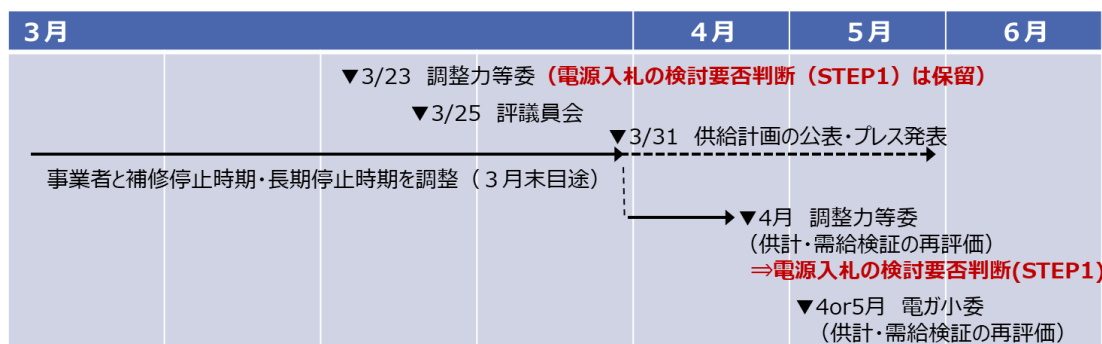 3月 4月 5月 6月
▼3/23 調整力等委（電源入札の検討要否判断（STEP1）は保留）
▼3/25 評議員会
▼3/31 供給計画の公表・プレス発表
事業者と補修停止時期・長期停止時期を調整（３月末目途）
▼4月 調整力等委
（供計・需給検証の再評価）
⇒電源入札の検討要否判断(STEP1)
▼4or5月 電ガ小委
（供計・需給検証の再評価）